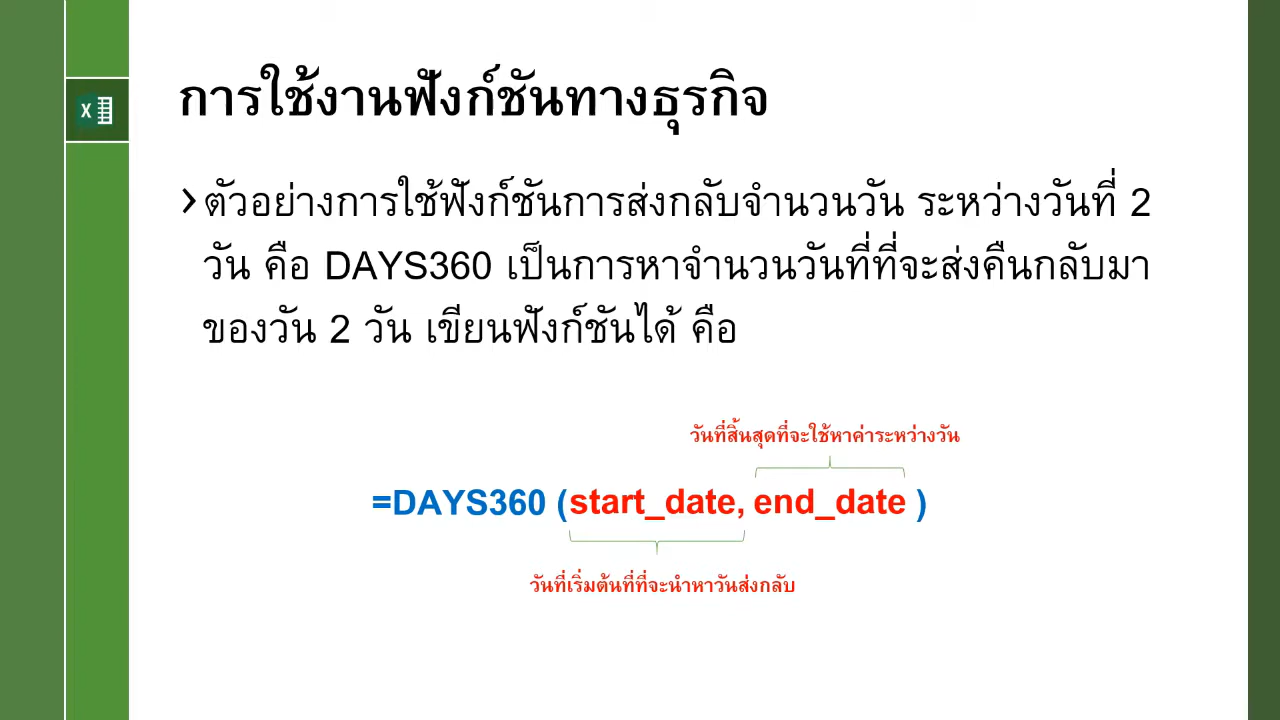 การใช้งานฟังก์ชันทางธุรกิจ
ตัวอย่างการใช้ฟังก์ชันการส่งกลับจำนวนวัน ระหว่างวันที่ 2
วัน คือ DAYS360 เป็นการหาจำนวนวันที่ที่จะส่งคืนกลับมา
ของวัน 2 วัน เขียนฟังก์ชันได้ คือ
วันที่สิ้นสุดที่จะใช้หาค่าระหว่างวัน
=DAYS360 (start_date, end_date )
วันที่เริ่มต้นที่ที่จะนำหาวันส่งกลับ